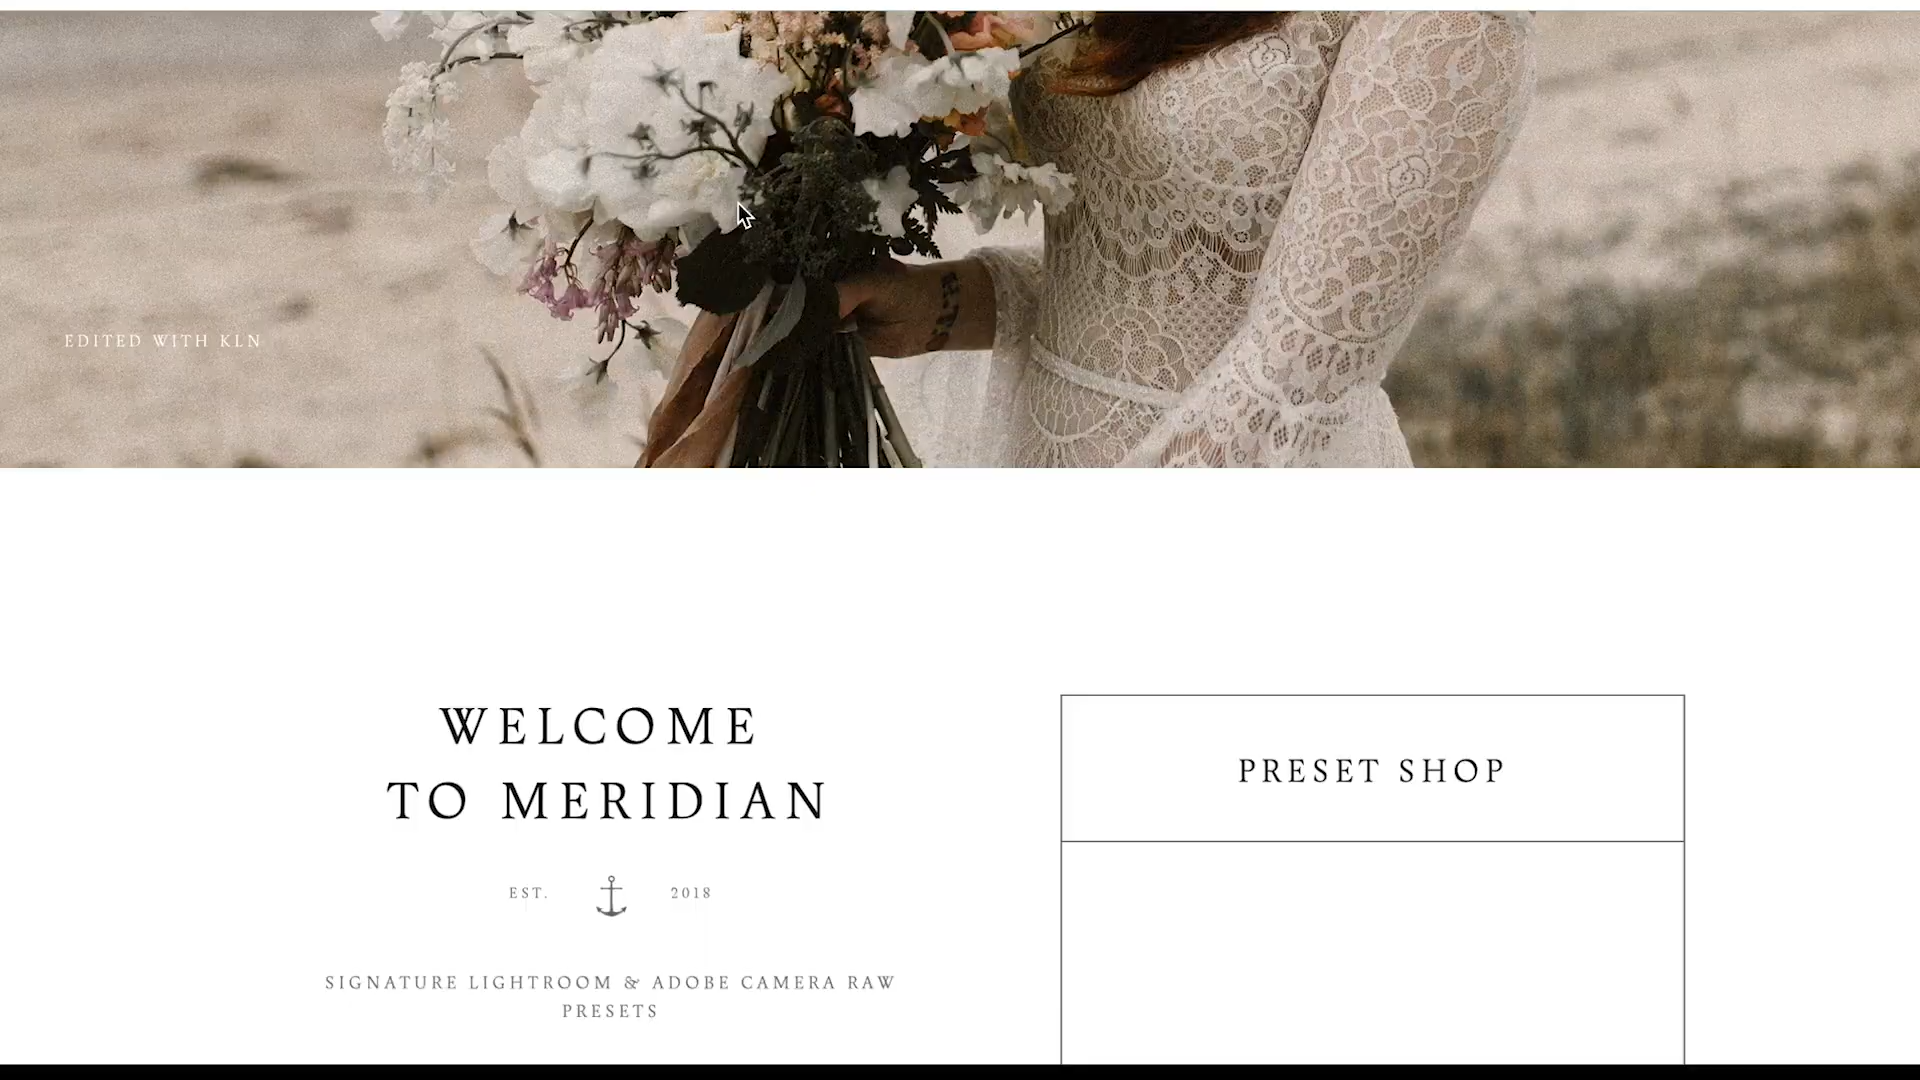 EDITED WITH KLN
WELCOME
TO MERIDIAN
EST. 2018
SIGNATURE LIGHTROOM & ADOBE CAMERA RAW
PRESETS
PRESET SHOP